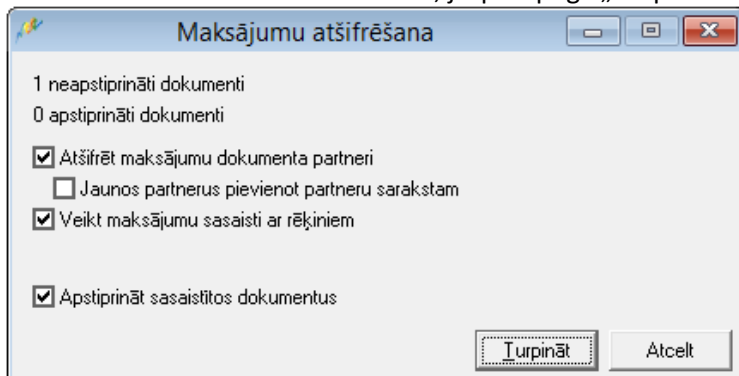 Maksājumu atšifrēšana
1 neapstiprināti dokumenti
0 apstiprināti dokumenti
Atšifrēt maksājumu dokumenta partneri
Jaunos partnerus pievienot partneru sarakstam
Veikt maksājumu sasaisti ar rēķiniem
Apstiprināt sasaistītos dokumentus
Turpināt Atcelt